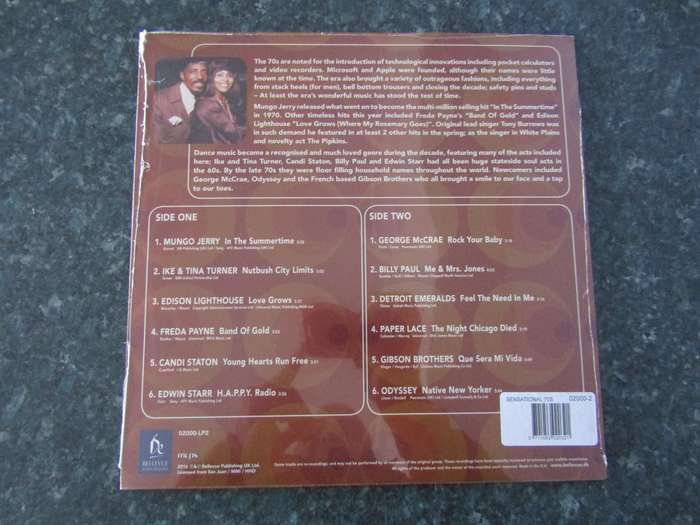 The 70s are noted for the introduction of technological innovations including pocket calculators
and video recorders. Microsoft and Apple were founded, although their names were little
known at the time. The era also brought a variety of outrageous fashions, including everything
from stack heels (for men), bell bottom trousers and closing the decade; safety pins and studs
– At least the era's wonderful music has stood the test of time.
Mungo Jerry released what went on to become the multi-million selling hit "In The Summertime"
in 1970. Other timeless hits this year included Freda Payne's "Band Of Gold" and Edison
Lighthouse "Love Grows (Where My Rosemary Goes)". Original lead singer Tony Burrows was
in such demand he featured in at least 2 other hits in the spring; as the singer in White Plains
and novelty act The Pipkins.
Dance music became a recognised and much loved genre during the decade, featuring many of the acts included
here; Ike and Tina Turner, Candi Staton, Billy Paul and Edwin Starr had all been huge stateside soul acts in
the 60s. By the late 70s they were floor filling household names throughout the world. Newcomers included
George McCrae, Odyssey and the French based Gibson Brothers who all brought a smile to our face and a tap
to our toes.
SIDE ONE
1. MUNGO JERRY In The Summertime
2. IKE & TINA TURNER Nutbush City Limits
3. EDISON LIGHTHOUSE Love Grows
4. FREDA PAYNE Band Of Gold
5. CANDI STATON Young Hearts Run Free
6. EDWIN STARR H.A.P.P.Y. Radio
SIDE TWO
1. GEORGE McCRAE Rock Your Baby
2. BILLY PAUL Me & Mrs. Jones
3. DETROIT EMERALDS Feel The Need In Me
4. PAPER LACE The Night Chicago Died
5. GIBSON BROTHERS Que Sera Mi Vida
6. ODYSSEY Native New Yorker
SENSATIONAL 70S 02000-2
02000-LP2
BELLEVUE
2016 ℗&© Bellevue Publishing UK Ltd.
Licensed from San Juan / MMI / HHO
www.bellevue.dk